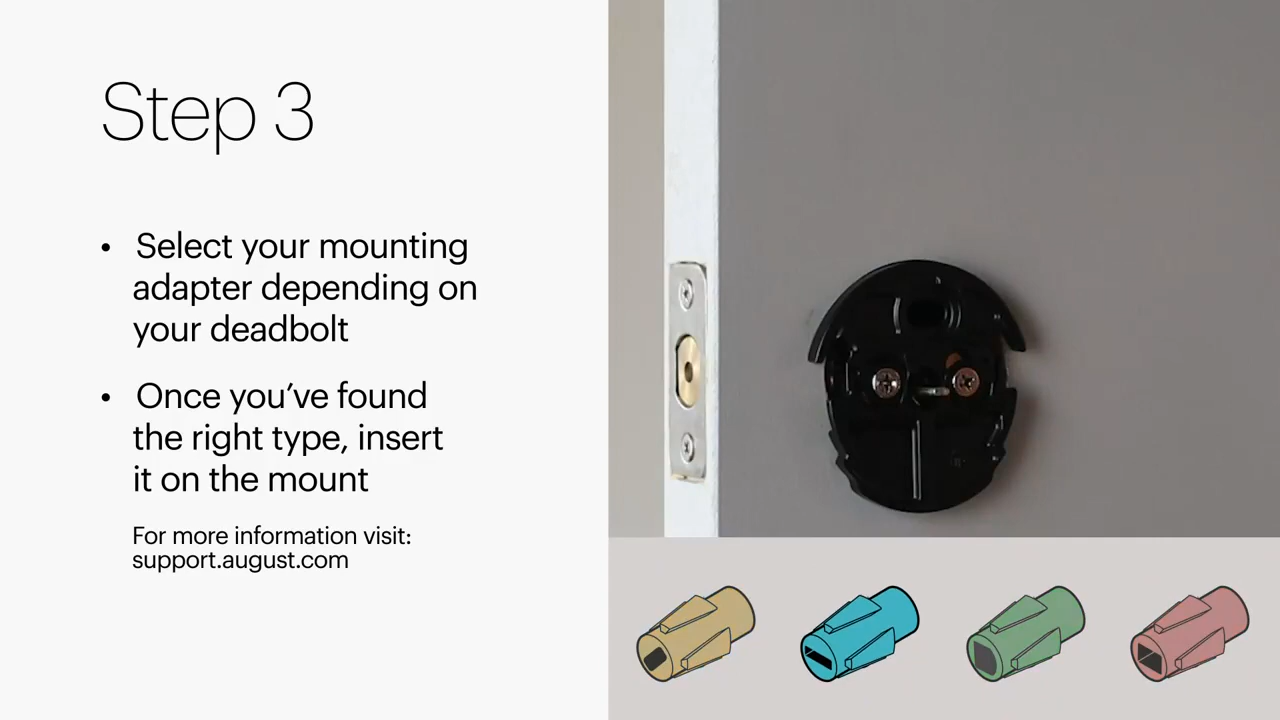 Step 3
• Select your mounting
adapter depending on
your deadbolt
• Once you’ve found
the right type, insert
it on the mount
For more information visit:
support.august.com